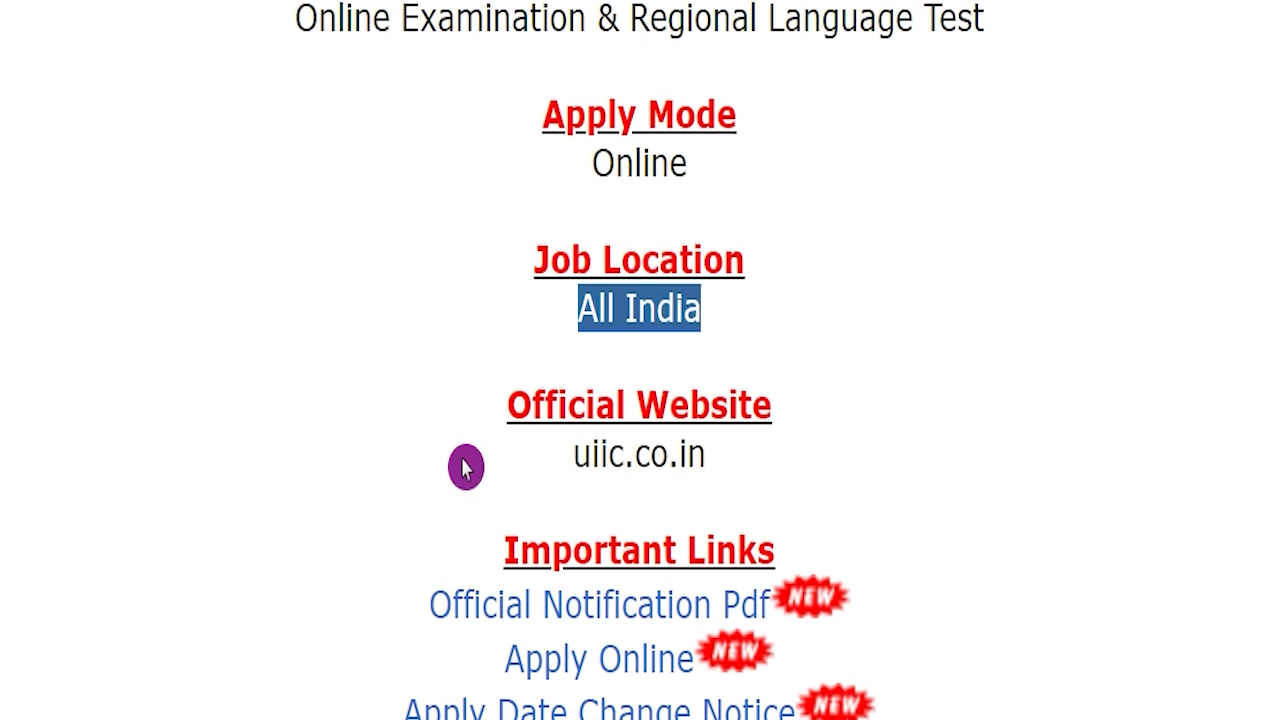 Online Examination & Regional Language Test
Apply Mode
Online
Job Location
All India
Official Website
uiic.co.in
Important Links
Official Notification Pdf NEW
Apply Online NEW
Apply Date Change Notice NEW